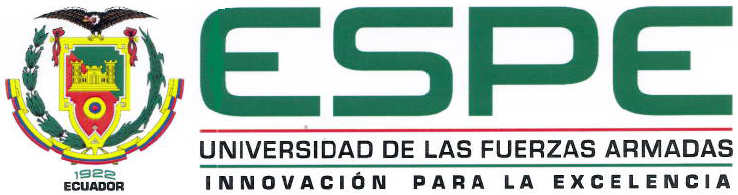 ESPE
UNIVERSIDAD DE LAS FUERZAS ARMADAS
INNOVACIÓN PARA LA EXCELENCIA
1922
ECUADOR